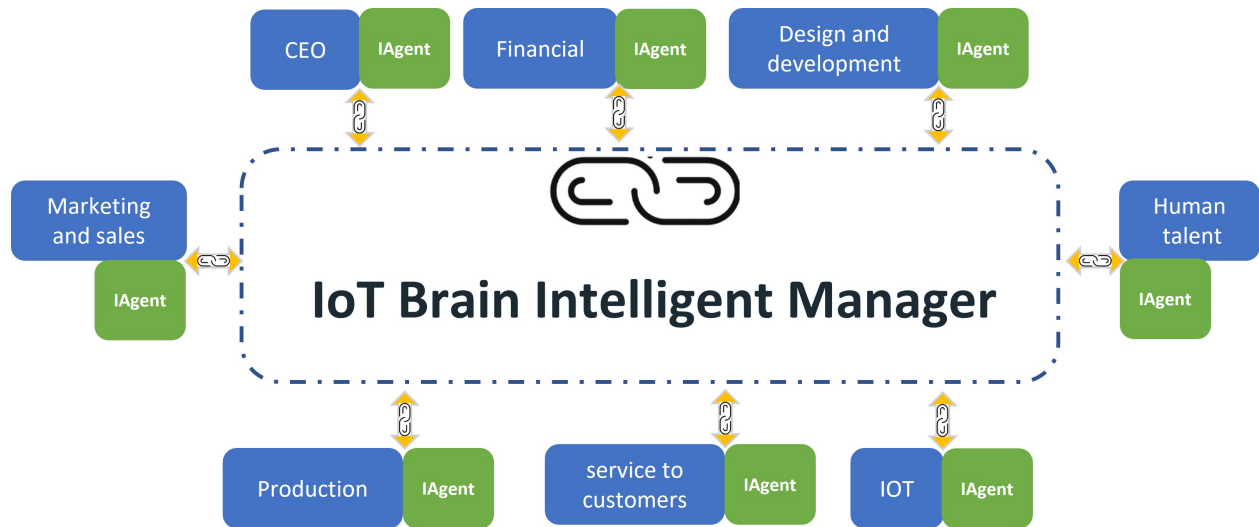 CEO
IAgent
Financial
IAgent
Design and
development
IAgent
Marketing
and sales
IAgent
IoT Brain Intelligent Manager
Human
talent
IAgent
Production
IAgent
service to
customers
IAgent
IOT
IAgent